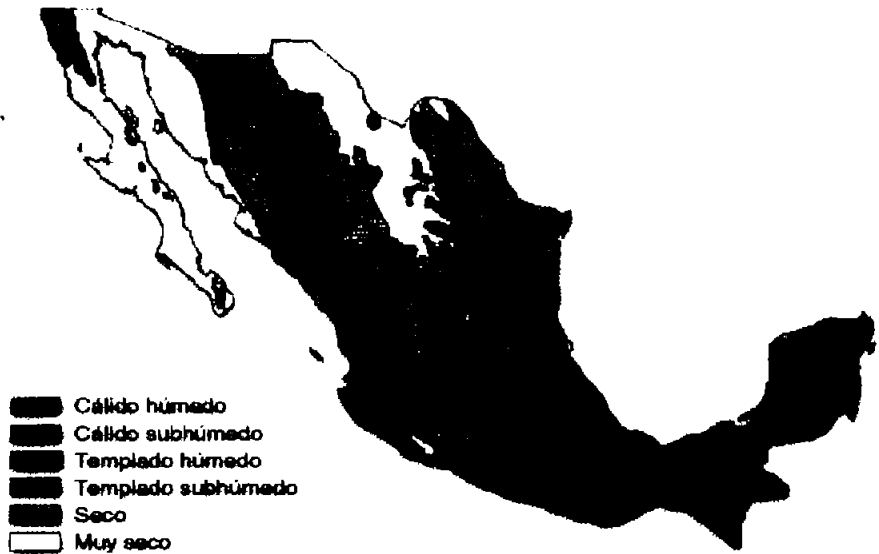 Cálido húmedo
Cálido subhúmedo
Templado húmedo
Templado subhúmedo
Seco
Muy seco